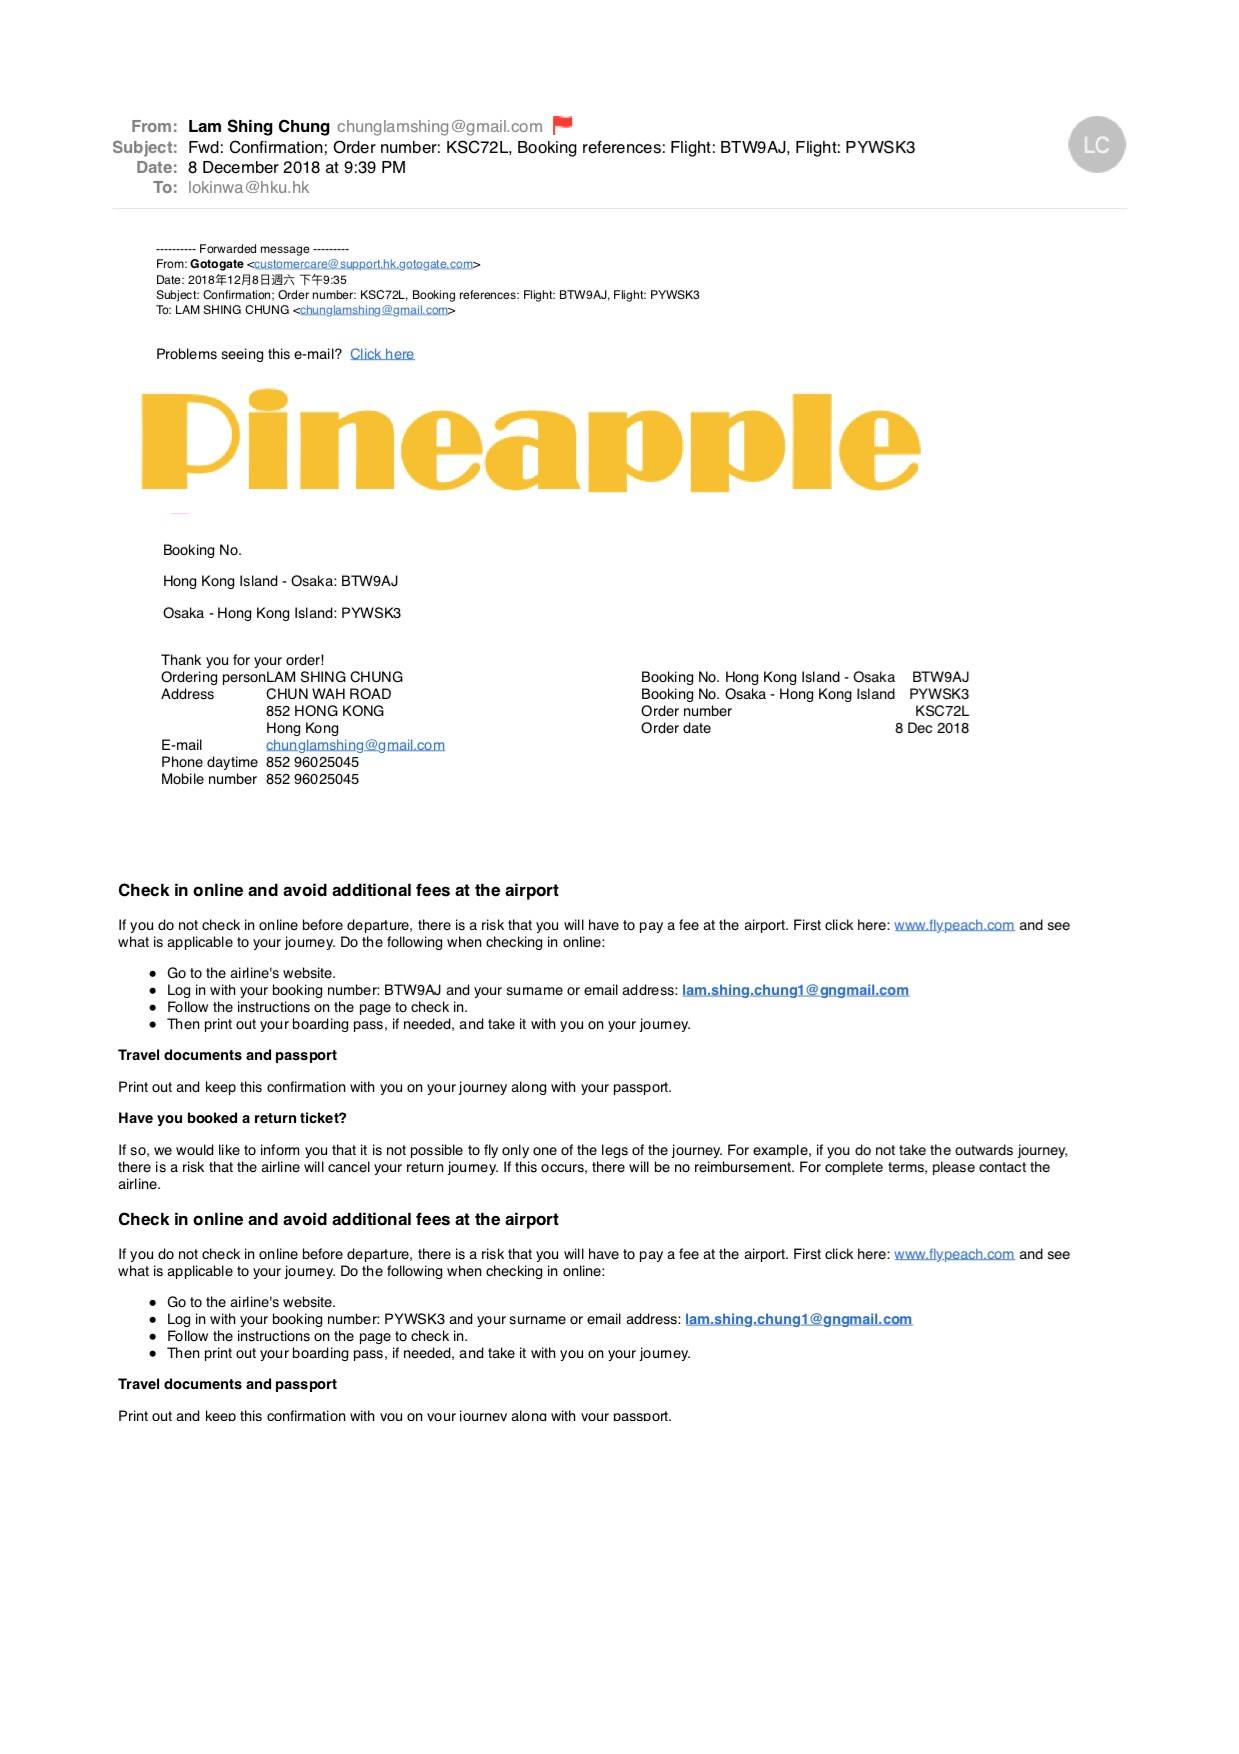 From: Lam Shing Chung chunglamshing@gmail.com
Subject: Fwd: Confirmation; Order number: KSC72L, Booking references: Flight: BTW9AJ, Flight: PYWSK3
Date: 8 December 2018 at 9:39 PM
To: lokinwa@hku.hk
LC
---------- Forwarded message ---------
From: Gotogate <customercare@support.hk.gotogate.com>
Date: 2018年12月8日週六 下午9:35
Subject: Confirmation; Order number: KSC72L, Booking references: Flight: BTW9AJ, Flight: PYWSK3
To: LAM SHING CHUNG <chunglamshing@gmail.com>
Problems seeing this e-mail? Click here
Pineapple
Booking No.
Hong Kong Island - Osaka: BTW9AJ
Osaka - Hong Kong Island: PYWSK3
Thank you for your order!
Ordering personLAM SHING CHUNG
Address CHUN WAH ROAD
852 HONG KONG
Hong Kong
E-mail chunglamshing@gmail.com
Phone daytime 852 96025045
Mobile number 852 96025045
Booking No. Hong Kong Island - Osaka BTW9AJ
Booking No. Osaka - Hong Kong Island PYWSK3
Order number KSC72L
Order date 8 Dec 2018
Check in online and avoid additional fees at the airport
If you do not check in online before departure, there is a risk that you will have to pay a fee at the airport. First click here: www.flypeach.com and see
what is applicable to your journey. Do the following when checking in online:
● Go to the airline's website.
● Log in with your booking number: BTW9AJ and your surname or email address: lam.shing.chung1@gngmail.com
● Follow the instructions on the page to check in.
● Then print out your boarding pass, if needed, and take it with you on your journey.
Travel documents and passport
Print out and keep this confirmation with you on your journey along with your passport.
Have you booked a return ticket?
If so, we would like to inform you that it is not possible to fly only one of the legs of the journey. For example, if you do not take the outwards journey,
there is a risk that the airline will cancel your return journey. If this occurs, there will be no reimbursement. For complete terms, please contact the
airline.
Check in online and avoid additional fees at the airport
If you do not check in online before departure, there is a risk that you will have to pay a fee at the airport. First click here: www.flypeach.com and see
what is applicable to your journey. Do the following when checking in online:
● Go to the airline's website.
● Log in with your booking number: PYWSK3 and your surname or email address: lam.shing.chung1@gngmail.com
● Follow the instructions on the page to check in.
● Then print out your boarding pass, if needed, and take it with you on your journey.
Travel documents and passport
Print out and keep this confirmation with you on your journey along with your passport.